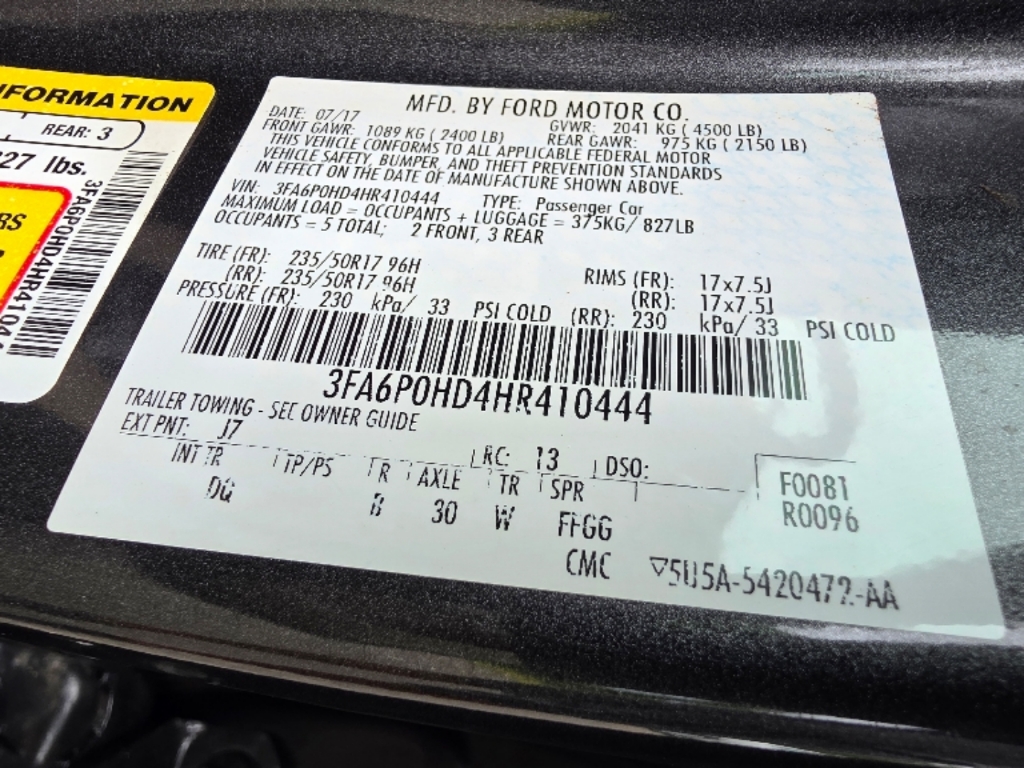 NFORMATION
REAR: 3
827 lbs.
RS
3FA6P0HD4HR41044
MFD. BY FORD MOTOR CO.
DATE: 07/17 GVWR: 2041 KG ( 4500 LB)
FRONT GAWR: 1089 KG ( 2400 LB) REAR GAWR: 975 KG ( 2150 LB)
THIS VEHICLE CONFORMS TO ALL APPLICABLE FEDERAL MOTOR
VEHICLE SAFETY, BUMPER, AND THEFT PREVENTION STANDARDS
IN EFFECT ON THE DATE OF MANUFACTURE SHOWN ABOVE.
VIN: 3FA6P0HD4HR410444 TYPE: Passenger Car
MAXIMUM LOAD = OCCUPANTS + LUGGAGE = 375KG/ 827LB
OCCUPANTS = 5 TOTAL; 2 FRONT, 3 REAR
TIRE (FR): 235/50R17 96H RIMS (FR): 17x7.5J
(RR): 235/50R17 96H (RR): 17x7.5J
PRESSURE (FR): 230 kPa/ 33 PSI COLD (RR): 230 kPa/ 33 PSI COLD
3FA6P0HD4HR410444
TRAILER TOWING - SEE OWNER GUIDE
EXT PNT: J7 RC: 13 DSO:
INT TR TP/PS R AXLE TR SPR F0081
DQ B 30 W FFGG R0096
CMC ▽5U5A-5420472-AA